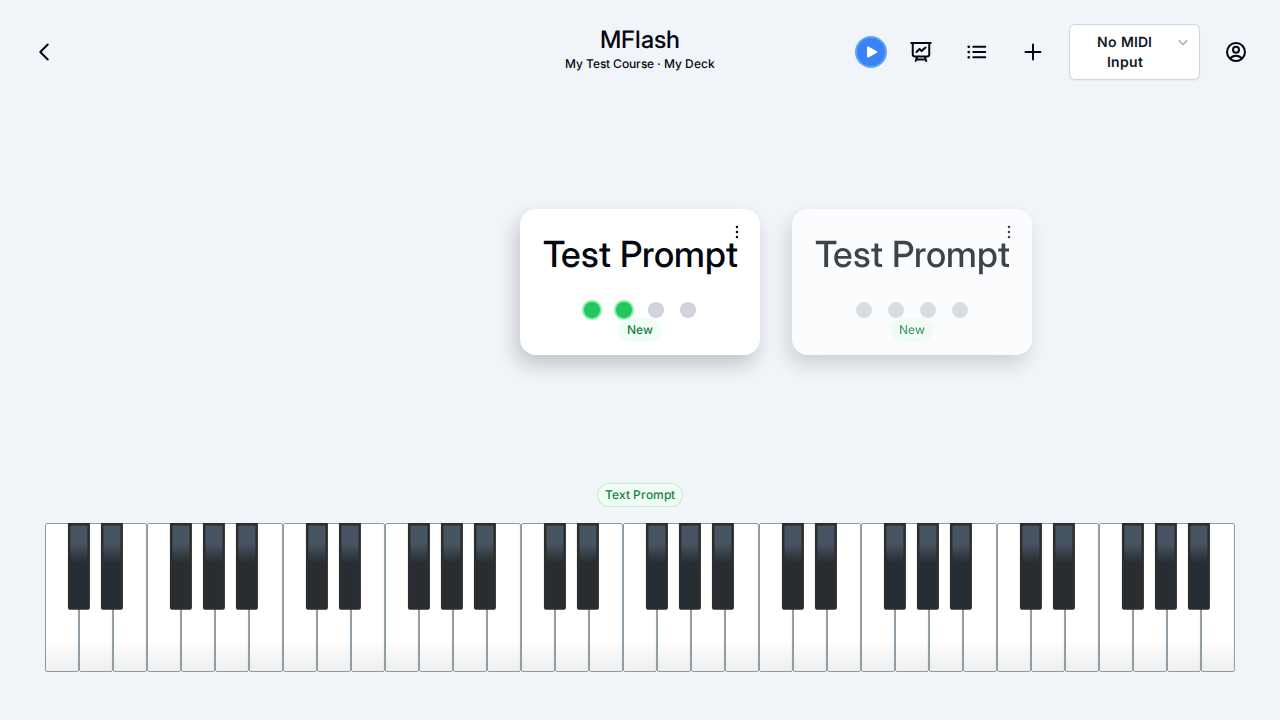 MFlash
My Test Course · My Deck
No MIDI
Input
Test Prompt
New
Test Prompt
New
Text Prompt